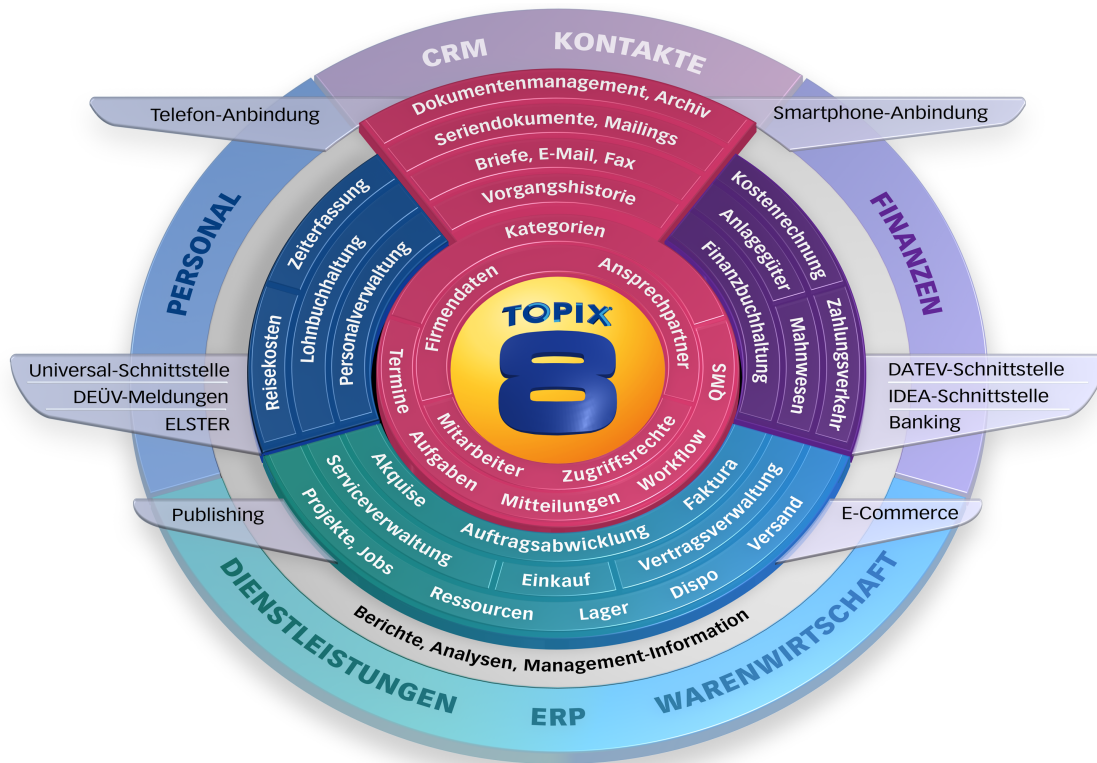 CRM KONTAKTE
Dokumentenmanagement, Archiv
Seriendokumente, Mailings
Briefe, E-Mail, Fax
Vorgangshistorie
Kategorien
Telefon-Anbindung
Smartphone-Anbindung
PERSONAL
Zeiterfassung
Reisekosten
Lohnbuchhaltung
Personalverwaltung
FINANZEN
Kostenrechnung
Zahlungsverkehr
Anlagegüter
Mahnwesen
Finanzbuchhaltung
Firmendaten
Ansprechpartner
TOPIX
8
Termine
QMS
Mitarbeiter
Zugriffsrechte
Aufgaben
Mitteilungen
Workflow
Universal-Schnittstelle
DEÜV-Meldungen
ELSTER
DATEV-Schnittstelle
IDEA-Schnittstelle
Banking
Publishing
E-Commerce
Akquise
Auftragsabwicklung
Faktura
Serviceverwaltung
Einkauf
Vertragsverwaltung
Projekte, Jobs
Ressourcen
Lager
Dispo
Versand
Berichte, Analysen, Management-Information
DIENSTLEISTUNGEN
ERP
WARENWIRTSCHAFT